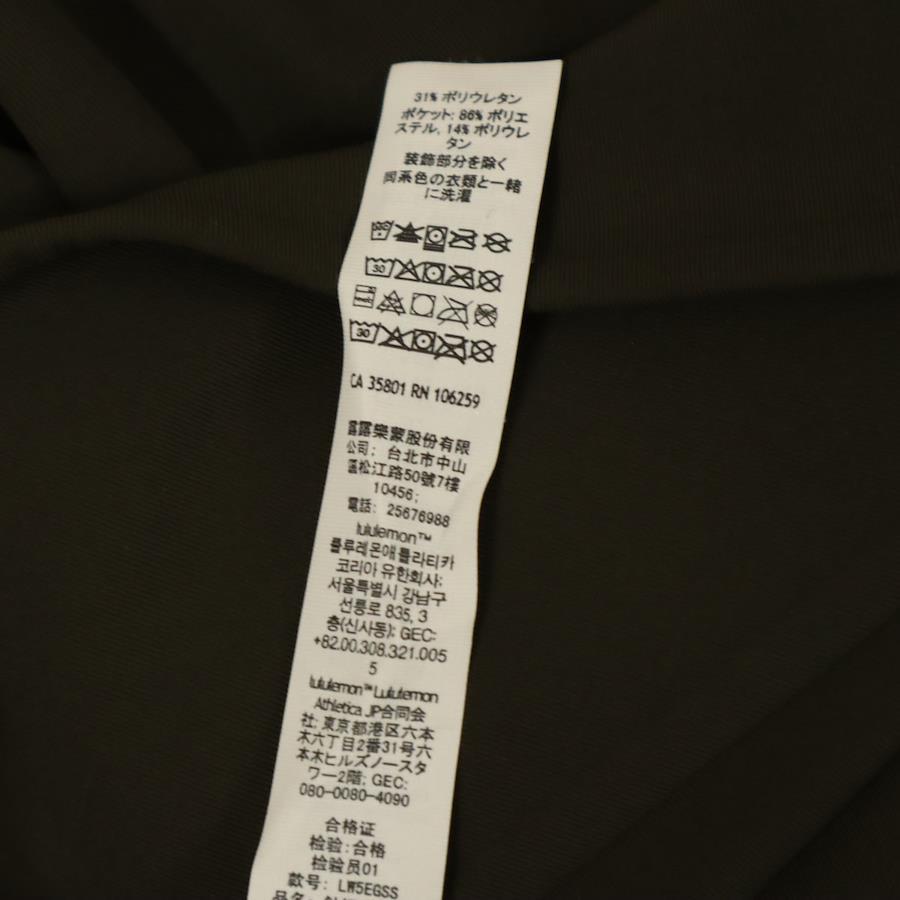 31% ポリウレタン
ポケット: 86% ポリエ
ステル, 14% ポリウレ
タン
装飾部分を除く
同系色の衣類と一緒
に洗濯
30
30
CA 35801 RN 106259
露露樂蒙股份有限
公司; 台北市中山
區松江路50號7樓
10456;
電話: 25676988
lululemon™
룰루레몬애틀라티카
코리아 유한회사;
서울특별시 강남구
선릉로 835, 3
층(신사동); GEC:
+82.00.308.321.005
5
lululemon™ Lululemon
Athletica JP合同会
社; 東京都港区六本
木六丁目2番31号六
本木ヒルズノースタ
ワー2階; GEC:
080-0080-4090
合格证
检验:合格
检验员01
款号: LW5EGSS
品名: